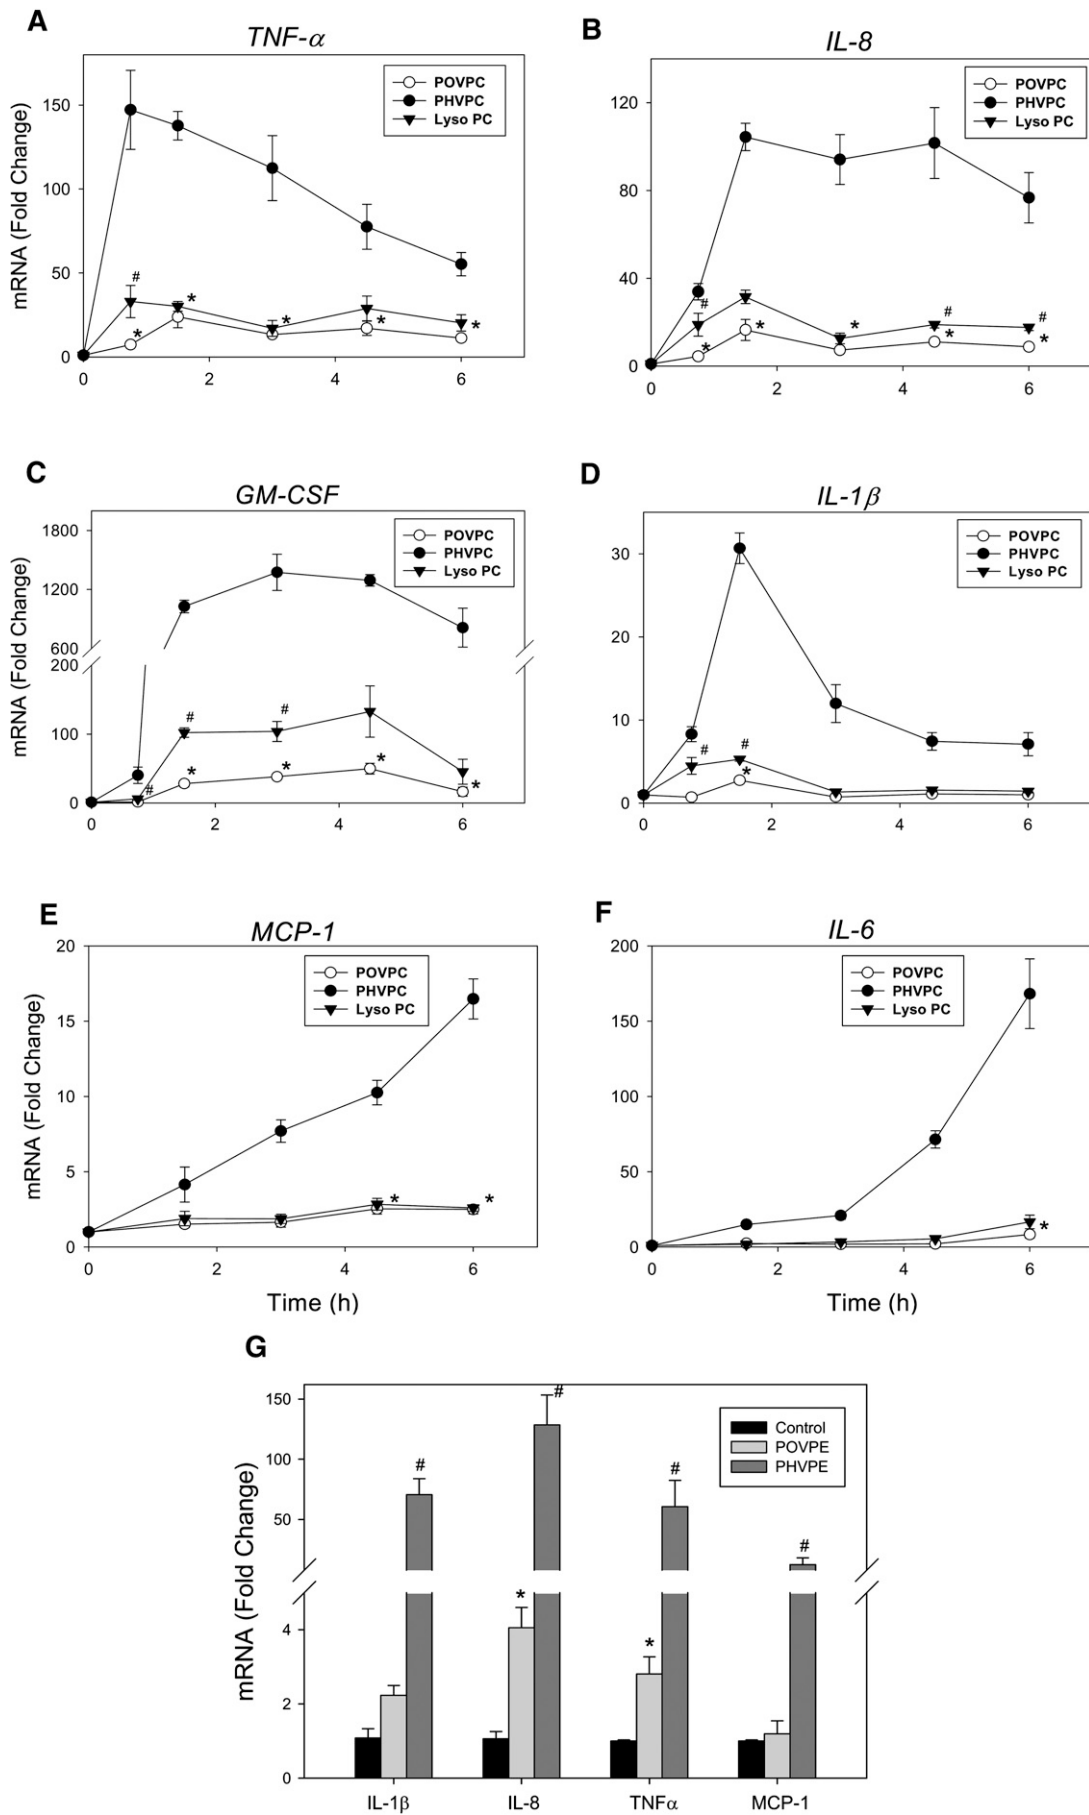 A
TNF-α
mRNA (Fold Change)
150
100
50
0
0 2 4 6
POVPC
PHVPC
Lyso PC
#
*
*
*
*
*
B
IL-8
120
80
40
0
0 2 4 6
POVPC
PHVPC
Lyso PC
#
*
*
*
#
*
#
*
C
GM-CSF
mRNA (Fold Change)
1800
1200
600
200
100
0
0 2 4 6
POVPC
PHVPC
Lyso PC
#
#
*
#
*
*
*
D
IL-1β
30
20
10
0
0 2 4 6
POVPC
PHVPC
Lyso PC
#
#
*
E
MCP-1
mRNA (Fold Change)
20
15
10
5
0
0 2 4 6
Time (h)
POVPC
PHVPC
Lyso PC
*
*
F
IL-6
200
150
100
50
0
0 2 4 6
Time (h)
POVPC
PHVPC
Lyso PC
*
G
mRNA (Fold Change)
150
100
50
4
2
0
Control
POVPE
PHVPE
#
#
*
#
*
#
IL-1β IL-8 TNFα MCP-1